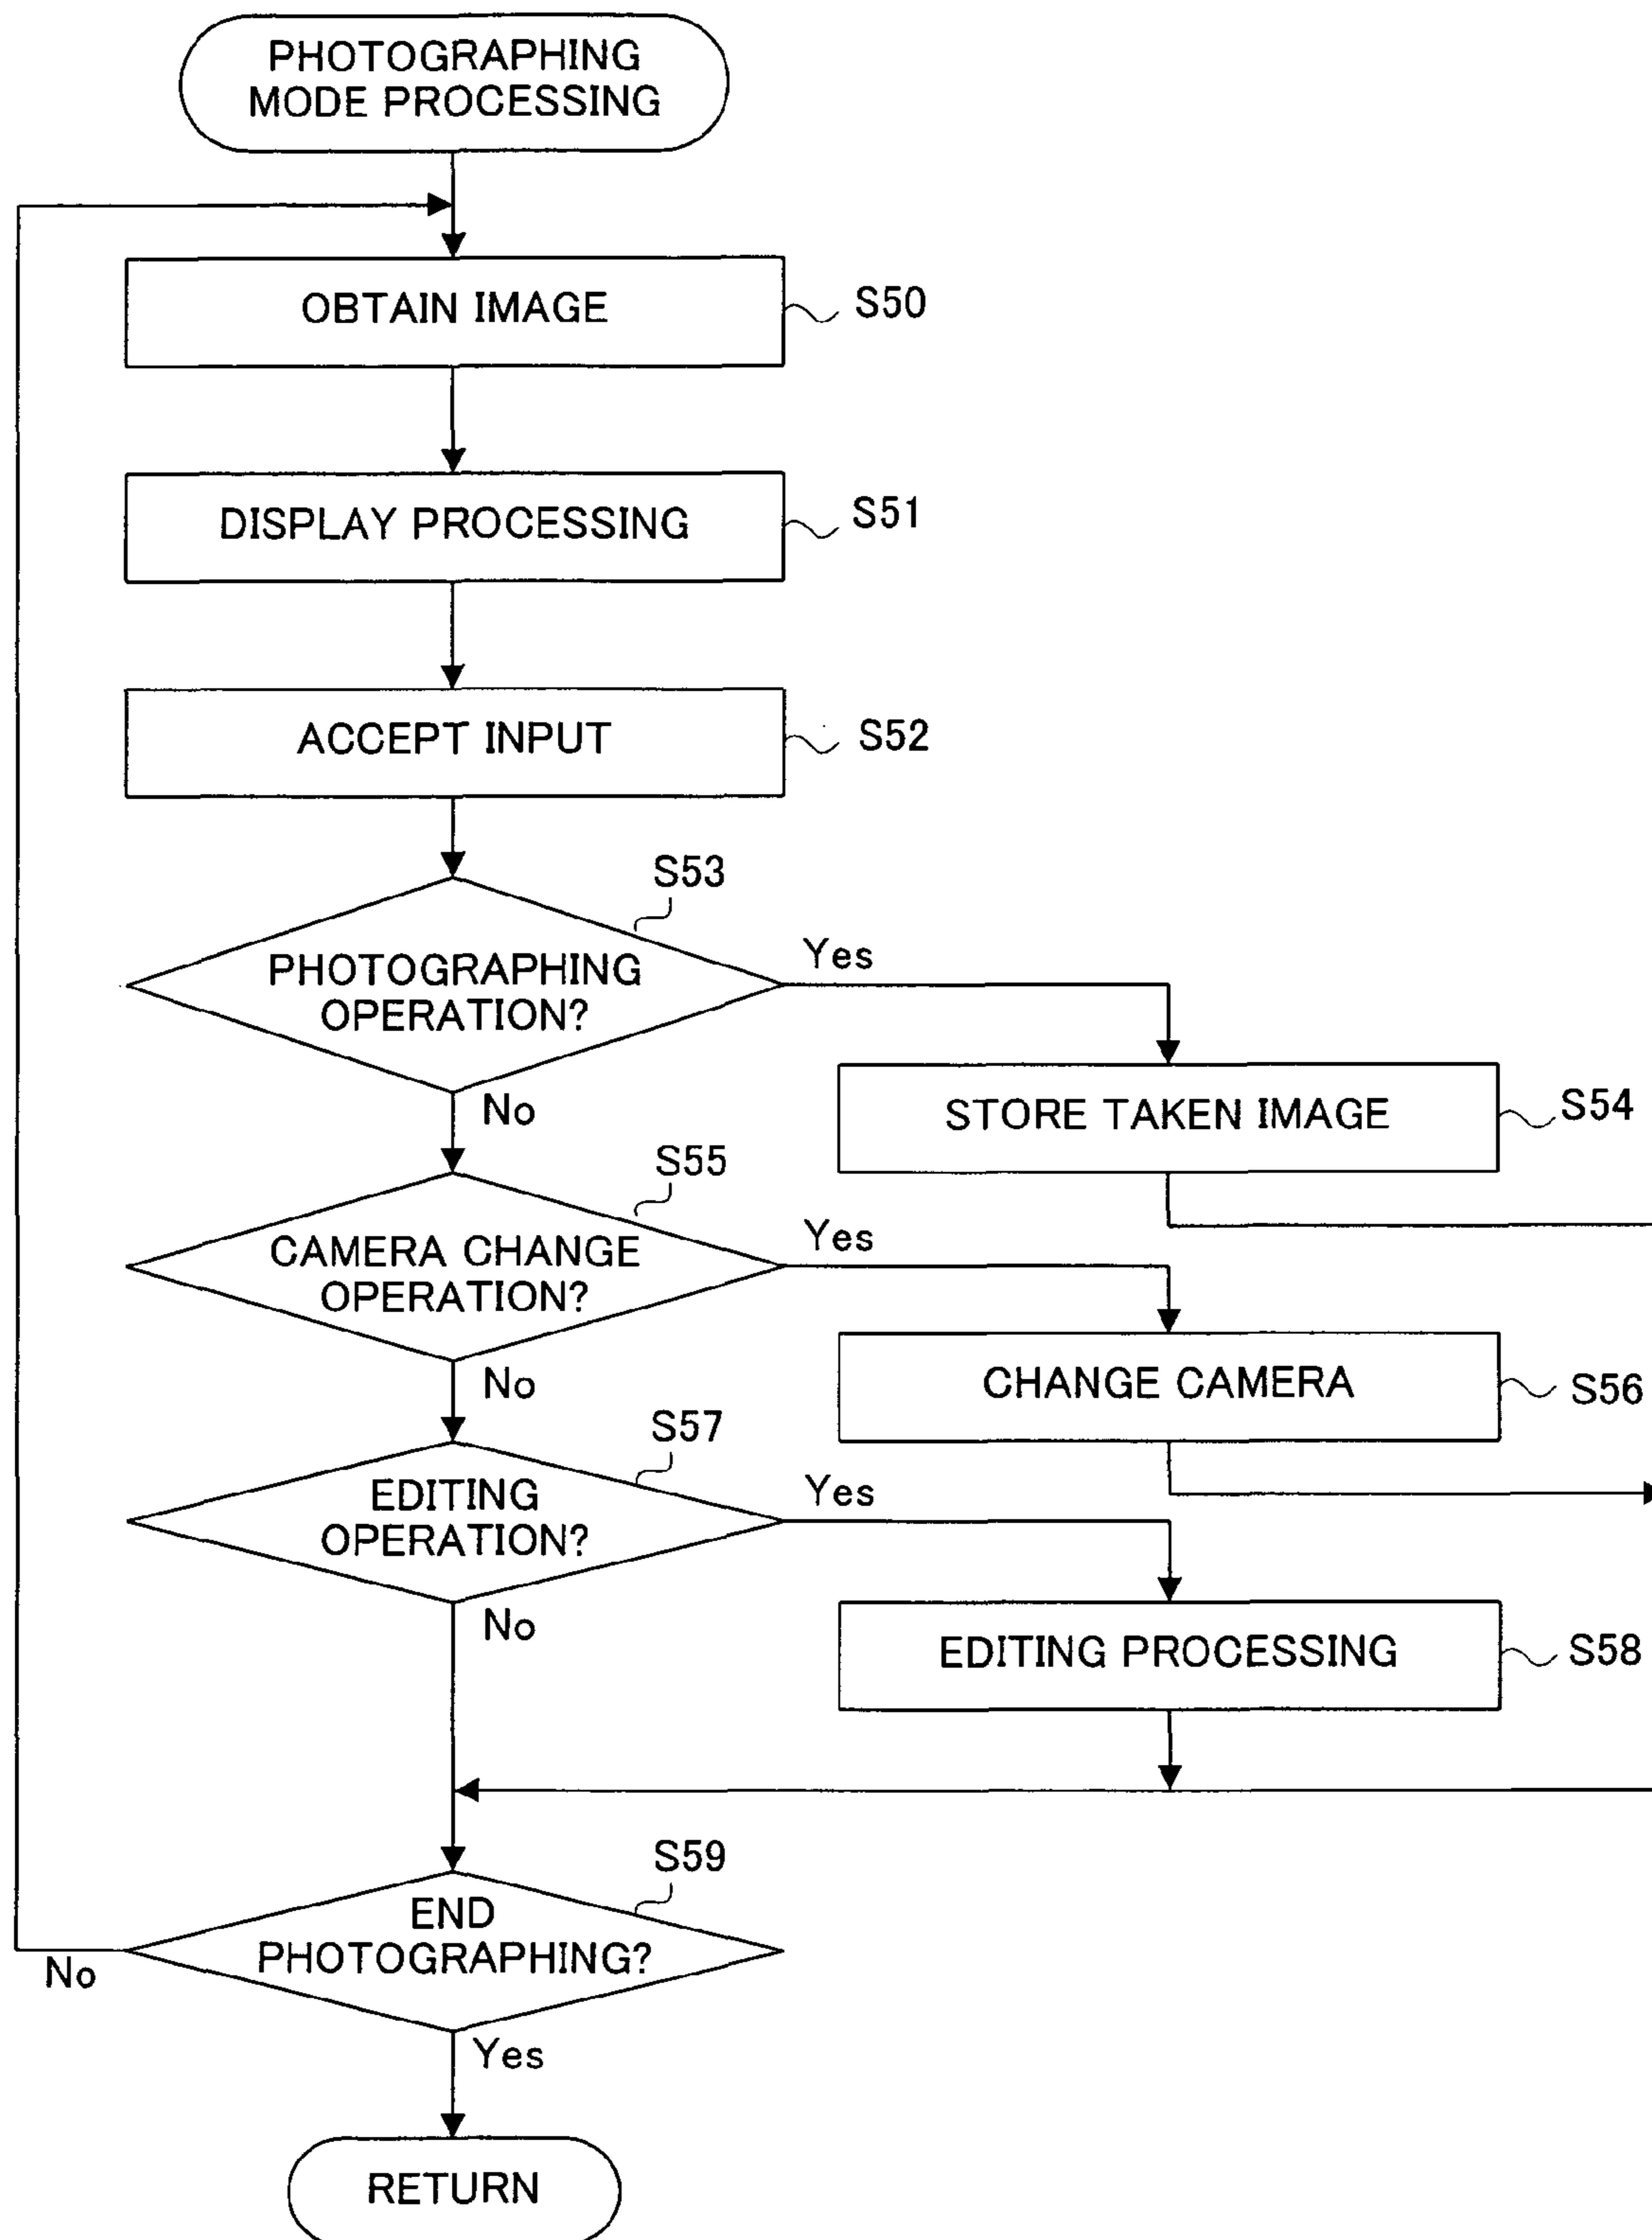 PHOTOGRAPHING
MODE PROCESSING
OBTAIN IMAGE
S50
DISPLAY PROCESSING
S51
ACCEPT INPUT
S52
S53
PHOTOGRAPHING
OPERATION?
Yes
No
STORE TAKEN IMAGE
S54
S55
CAMERA CHANGE
OPERATION?
Yes
No
CHANGE CAMERA
S56
S57
EDITING
OPERATION?
Yes
No
EDITING PROCESSING
S58
S59
END
PHOTOGRAPHING?
No
Yes
RETURN